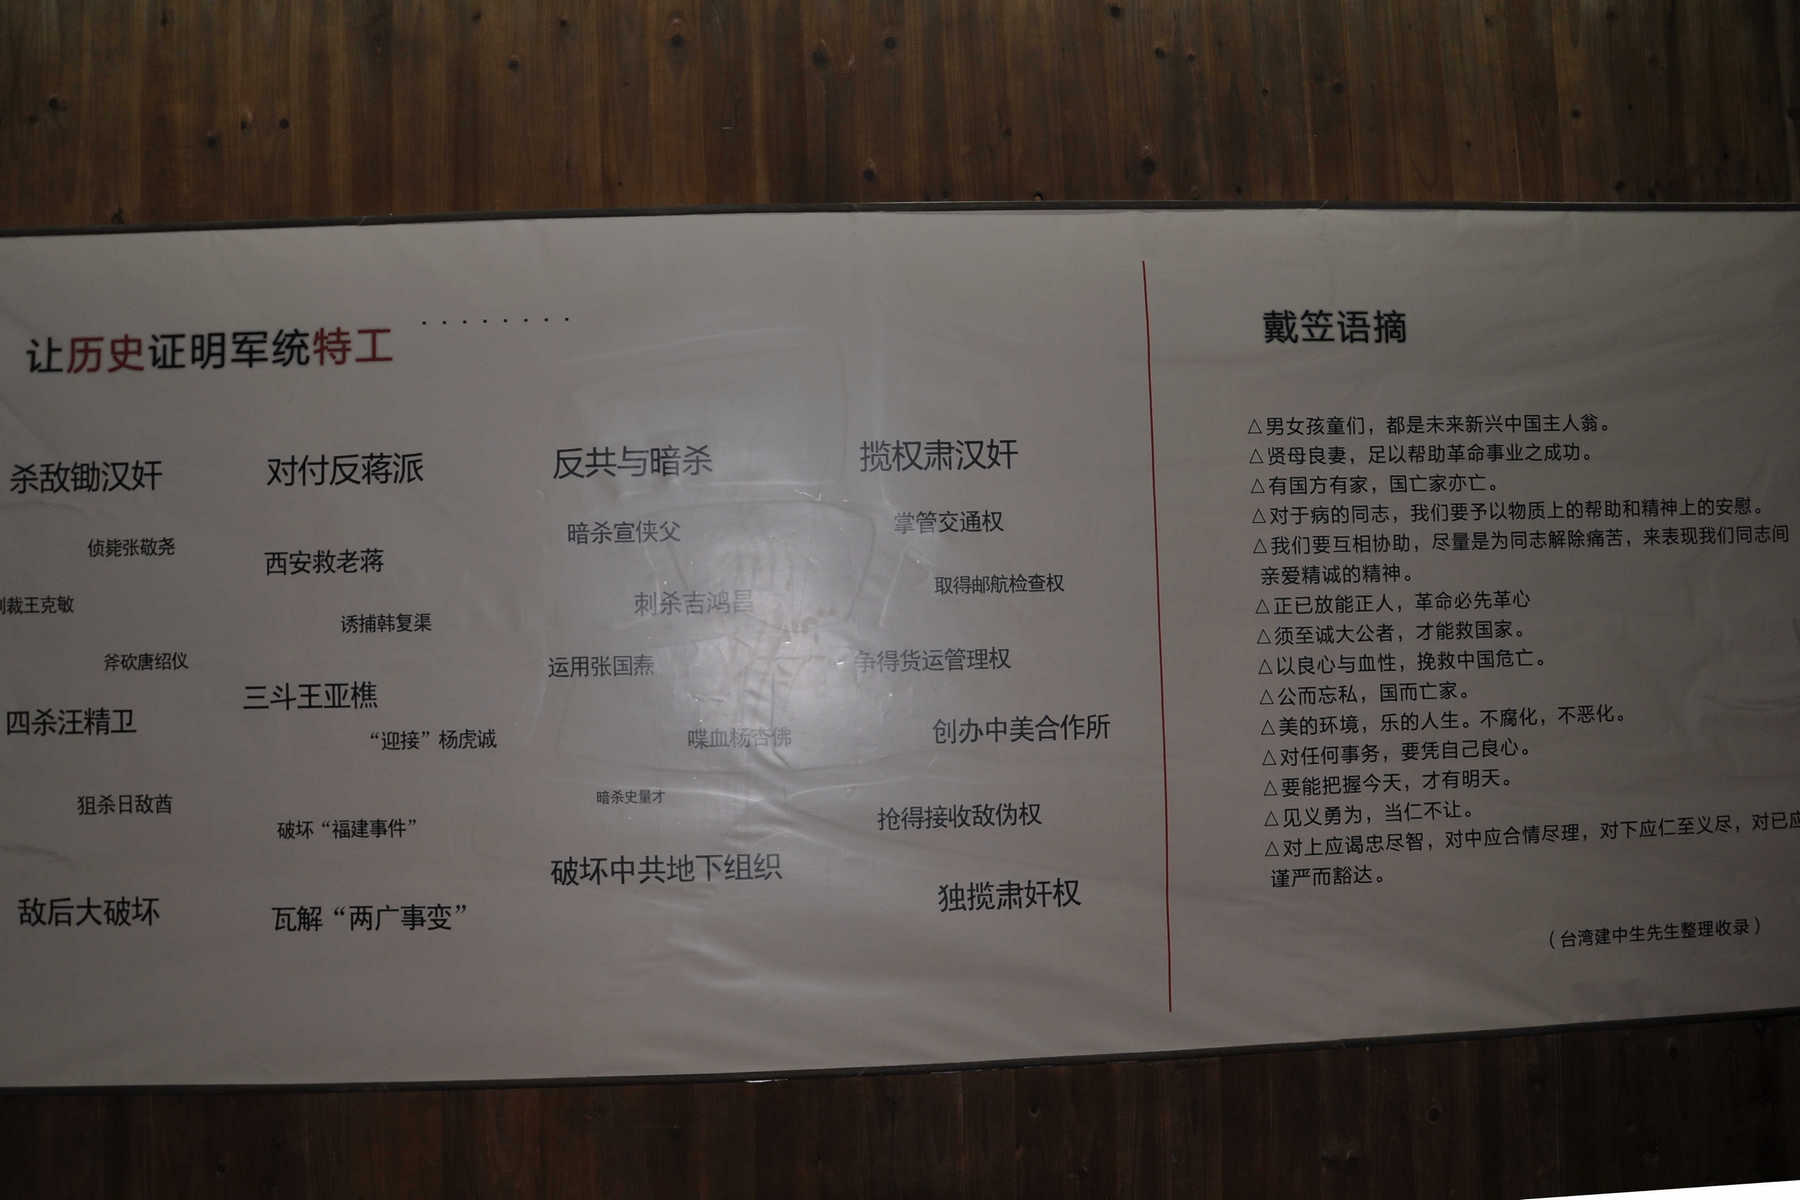 让历史证明军统特工
········
杀敌锄汉奸
侦毙张敬尧
制裁王克敏
斧砍唐绍仪
四杀汪精卫
狙杀日敌酋
敌后大破坏
对付反蒋派
西安救老蒋
诱捕韩复渠
三斗王亚樵
“迎接”杨虎诚
破坏“福建事件”
瓦解“两广事变”
反共与暗杀
暗杀宣侠父
刺杀吉鸿昌
运用张国焘
喋血杨杏佛
暗杀史量才
破坏中共地下组织
揽权肃汉奸
掌管交通权
取得邮航检查权
争得货运管理权
创办中美合作所
抢得接收敌伪权
独揽肃奸权
戴笠语摘
△男女孩童们，都是未来新兴中国主人翁。
△贤母良妻，足以帮助革命事业之成功。
△有国方有家，国亡家亦亡。
△对于病的同志，我们要予以物质上的帮助和精神上的安慰。
△我们要互相协助，尽量是为同志解除痛苦，来表现我们同志间
亲爱精诚的精神。
△正已放能正人，革命必先革心
△须至诚大公者，才能救国家。
△以良心与血性，挽救中国危亡。
△公而忘私，国而亡家。
△美的环境，乐的人生。不腐化，不恶化。
△对任何事务，要凭自己良心。
△要能把握今天，才有明天。
△见义勇为，当仁不让。
△对上应谒忠尽智，对中应合情尽理，对下应仁至义尽，对已应
谨严而豁达。
（台湾建中生先生整理收录）